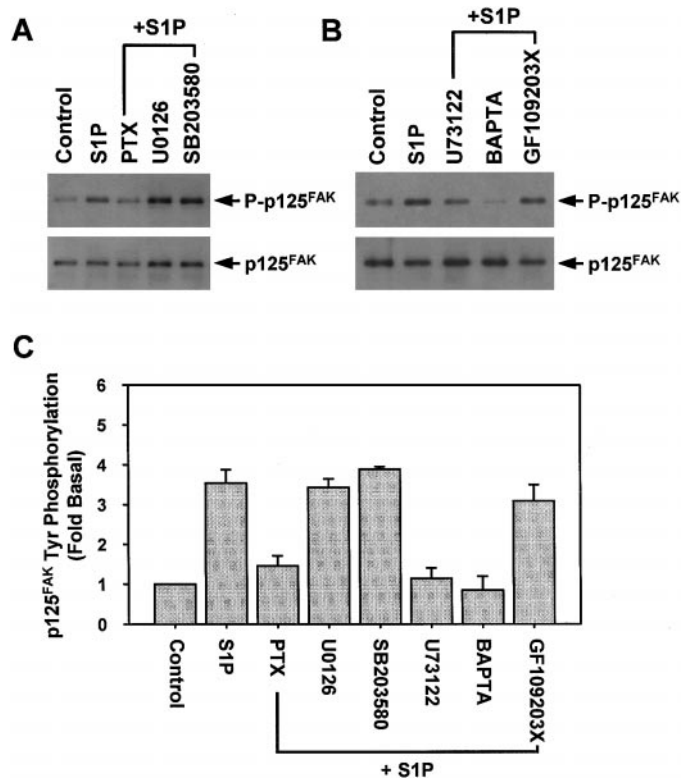 A
+S1P
Control
S1P
PTX
U0126
SB203580
P-p125FAK
p125FAK
B
+S1P
Control
S1P
U73122
BAPTA
GF109203X
P-p125FAK
p125FAK
C
p125FAK Tyr Phosphorylation
(Fold Basal)
6
5
4
3
2
1
0
Control
S1P
PTX
U0126
SB203580
U73122
BAPTA
GF109203X
+ S1P